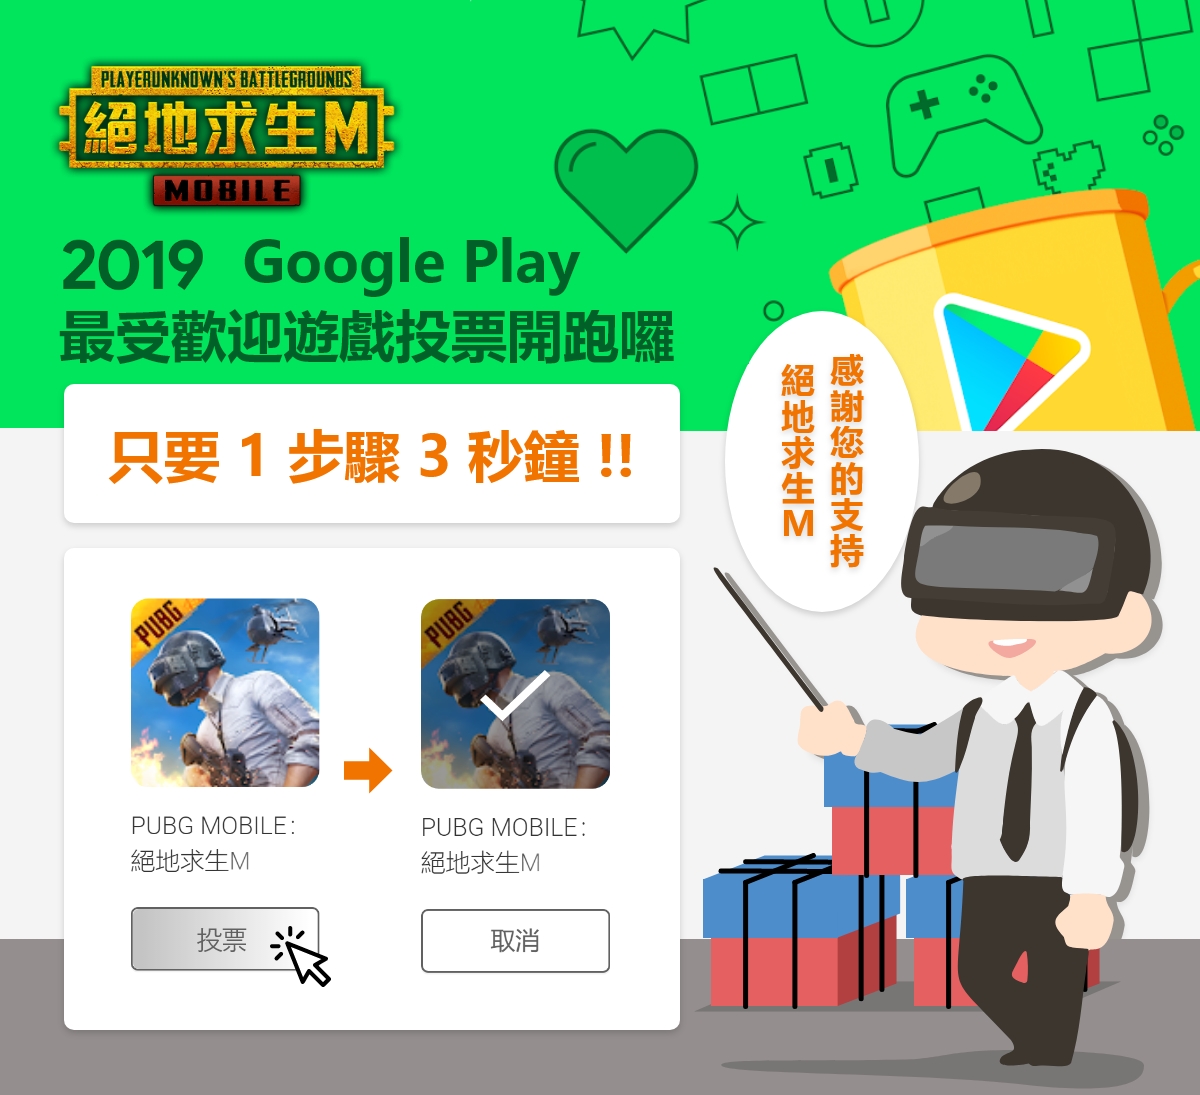 PLAYERUNKNOWN'S BATTLEGROUNDS
絕地求生M
MOBILE
2019 Google Play
最受歡迎遊戲投票開跑囉
只要 1 步驟 3 秒鐘 !!
感謝您的支持
絕地求生M
PUBG
PUBG MOBILE：
絕地求生M
投票
PUBG
PUBG MOBILE：
絕地求生M
取消